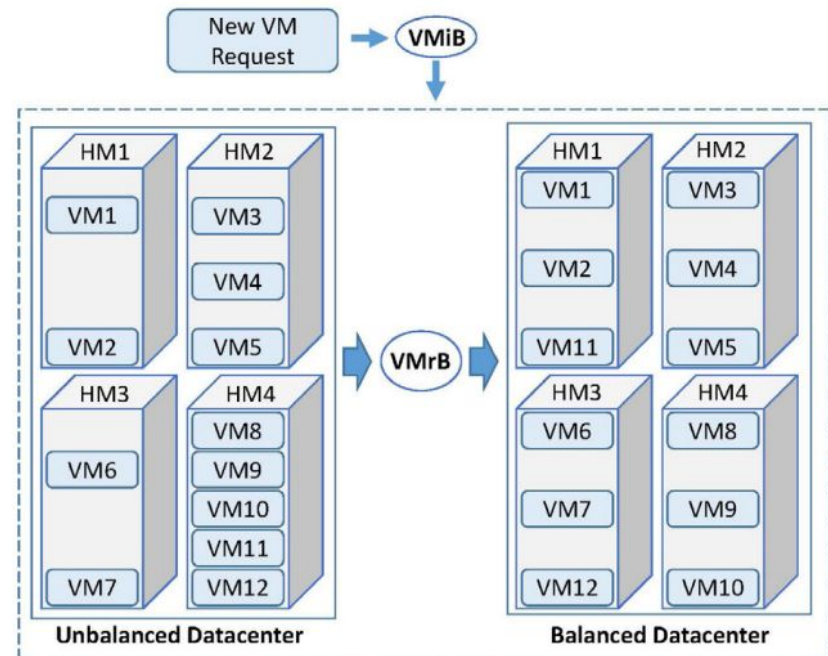 New VM
Request
VMiB
HM1
VM1
VM2
HM2
VM3
VM4
VM5
HM3
VM6
VM7
HM4
VM8
VM9
VM10
VM11
VM12
Unbalanced Datacenter
VMrB
HM1
VM1
VM2
VM11
HM2
VM3
VM4
VM5
HM3
VM6
VM7
VM12
HM4
VM8
VM9
VM10
Balanced Datacenter